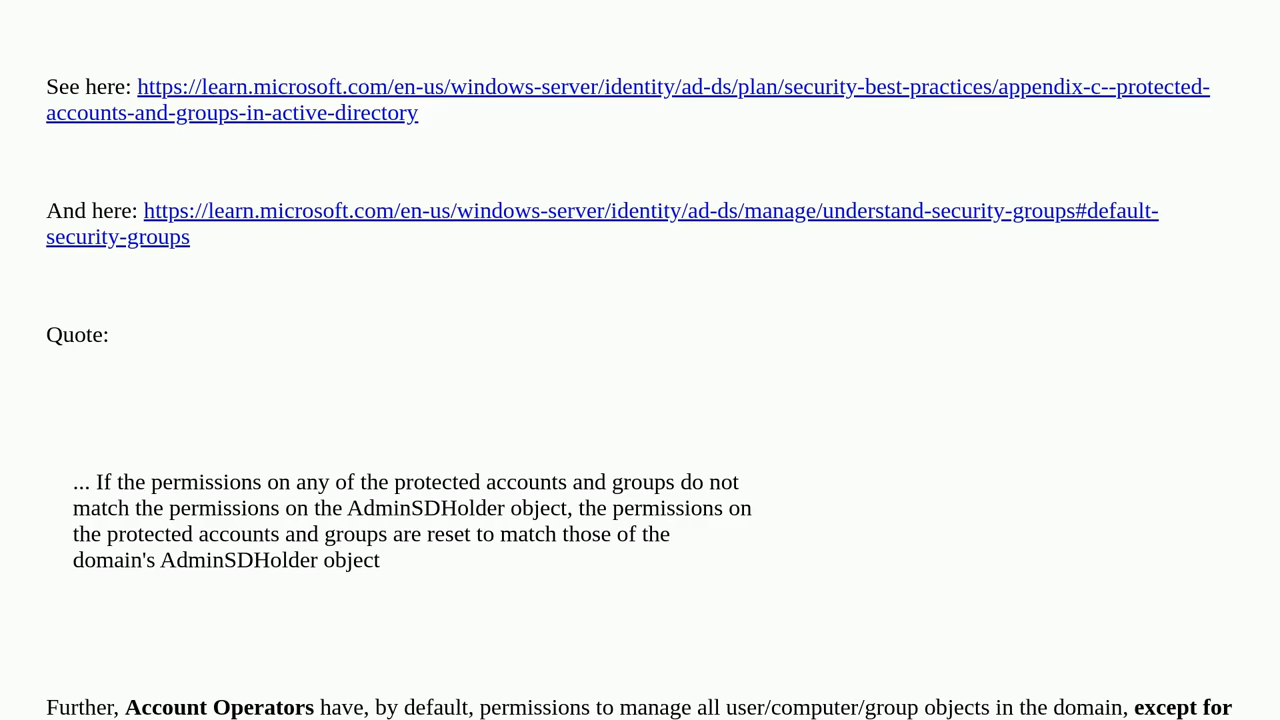 See here: https://learn.microsoft.com/en-us/windows-server/identity/ad-ds/plan/security-best-practices/appendix-c--protected-
accounts-and-groups-in-active-directory
And here: https://learn.microsoft.com/en-us/windows-server/identity/ad-ds/manage/understand-security-groups#default-
security-groups
Quote:
... If the permissions on any of the protected accounts and groups do not
match the permissions on the AdminSDHolder object, the permissions on
the protected accounts and groups are reset to match those of the
domain's AdminSDHolder object
Further, Account Operators have, by default, permissions to manage all user/computer/group objects in the domain, except for